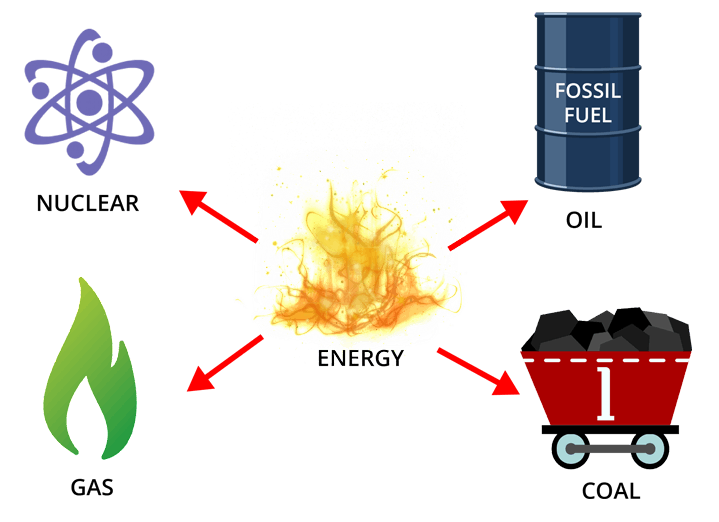 NUCLEAR
FOSSIL
FUEL
OIL
ENERGY
GAS
1
COAL